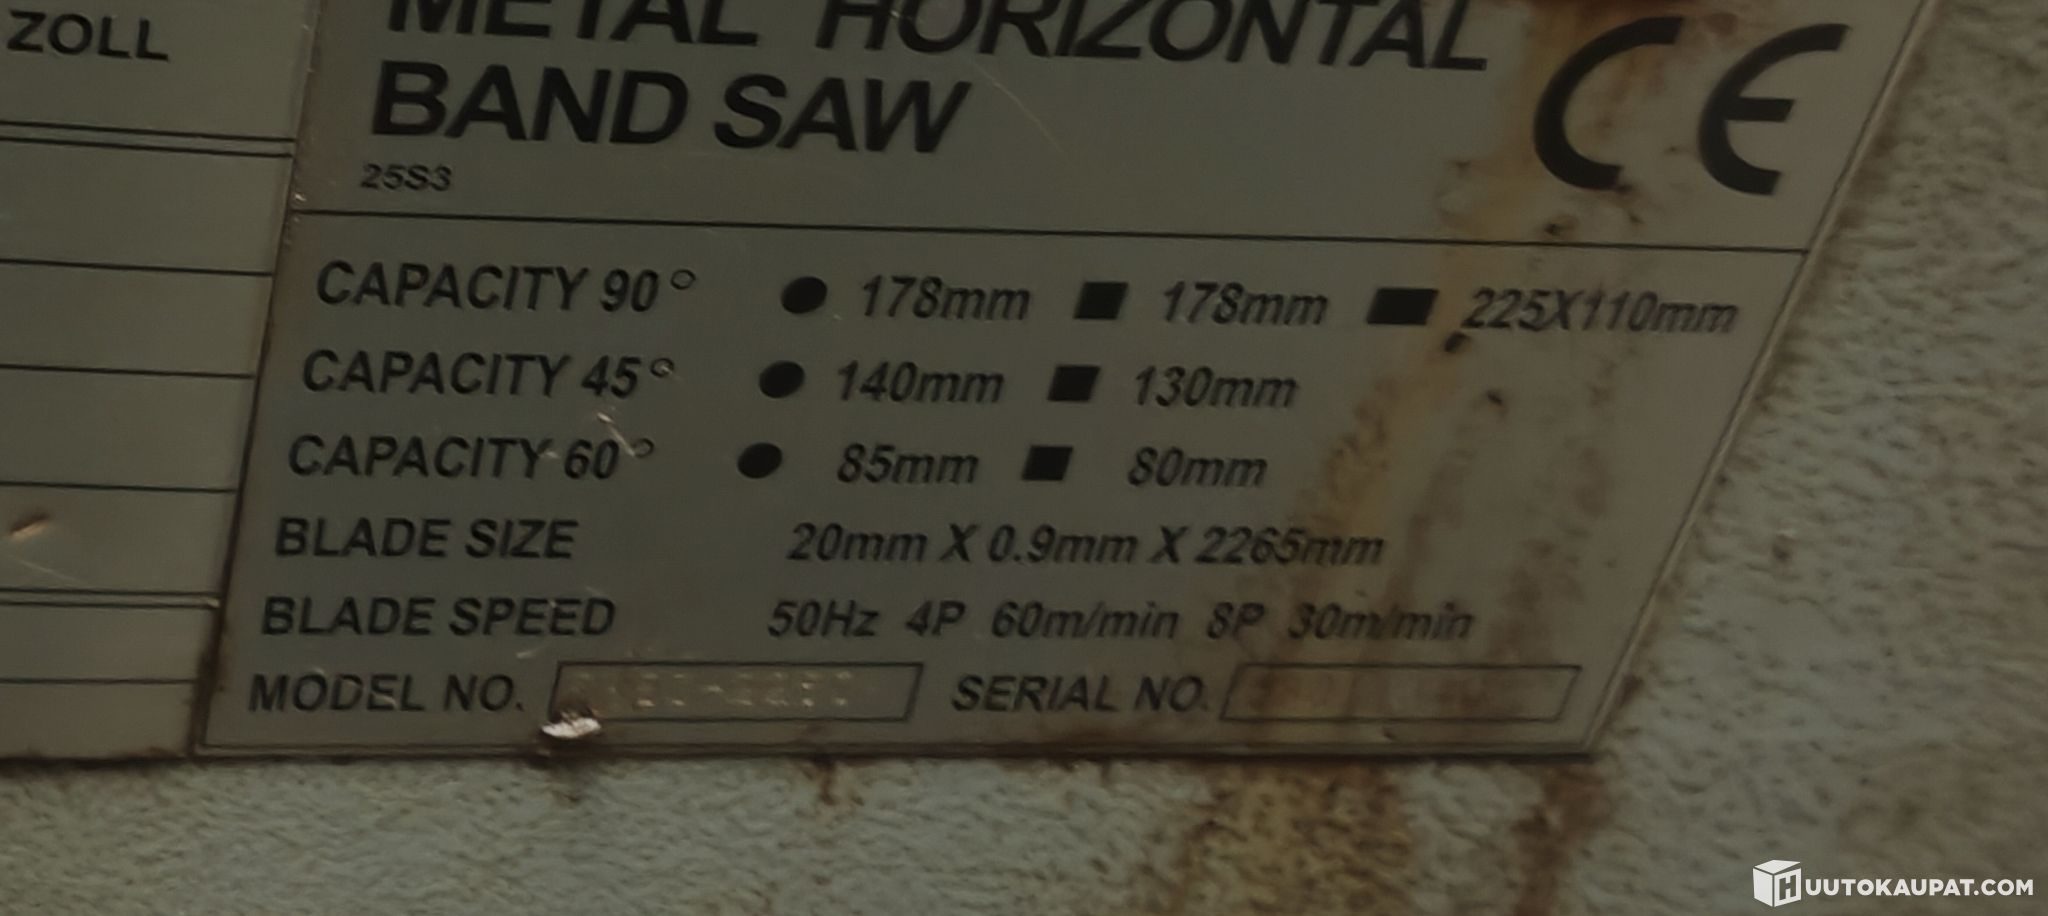 ZOLL
METAL HORIZONTAL
BAND SAW
CE
25S3
CAPACITY 90° ● 178mm ■ 178mm ▬ 225X110mm
CAPACITY 45° ● 140mm ■ 130mm
CAPACITY 60° ● 85mm ■ 80mm
BLADE SIZE 20mm X 0.9mm X 2265mm
BLADE SPEED 50Hz 4P 60m/min 8P 30m/min
MODEL NO. SERIAL NO.
HUUTOKAUPAT.COM